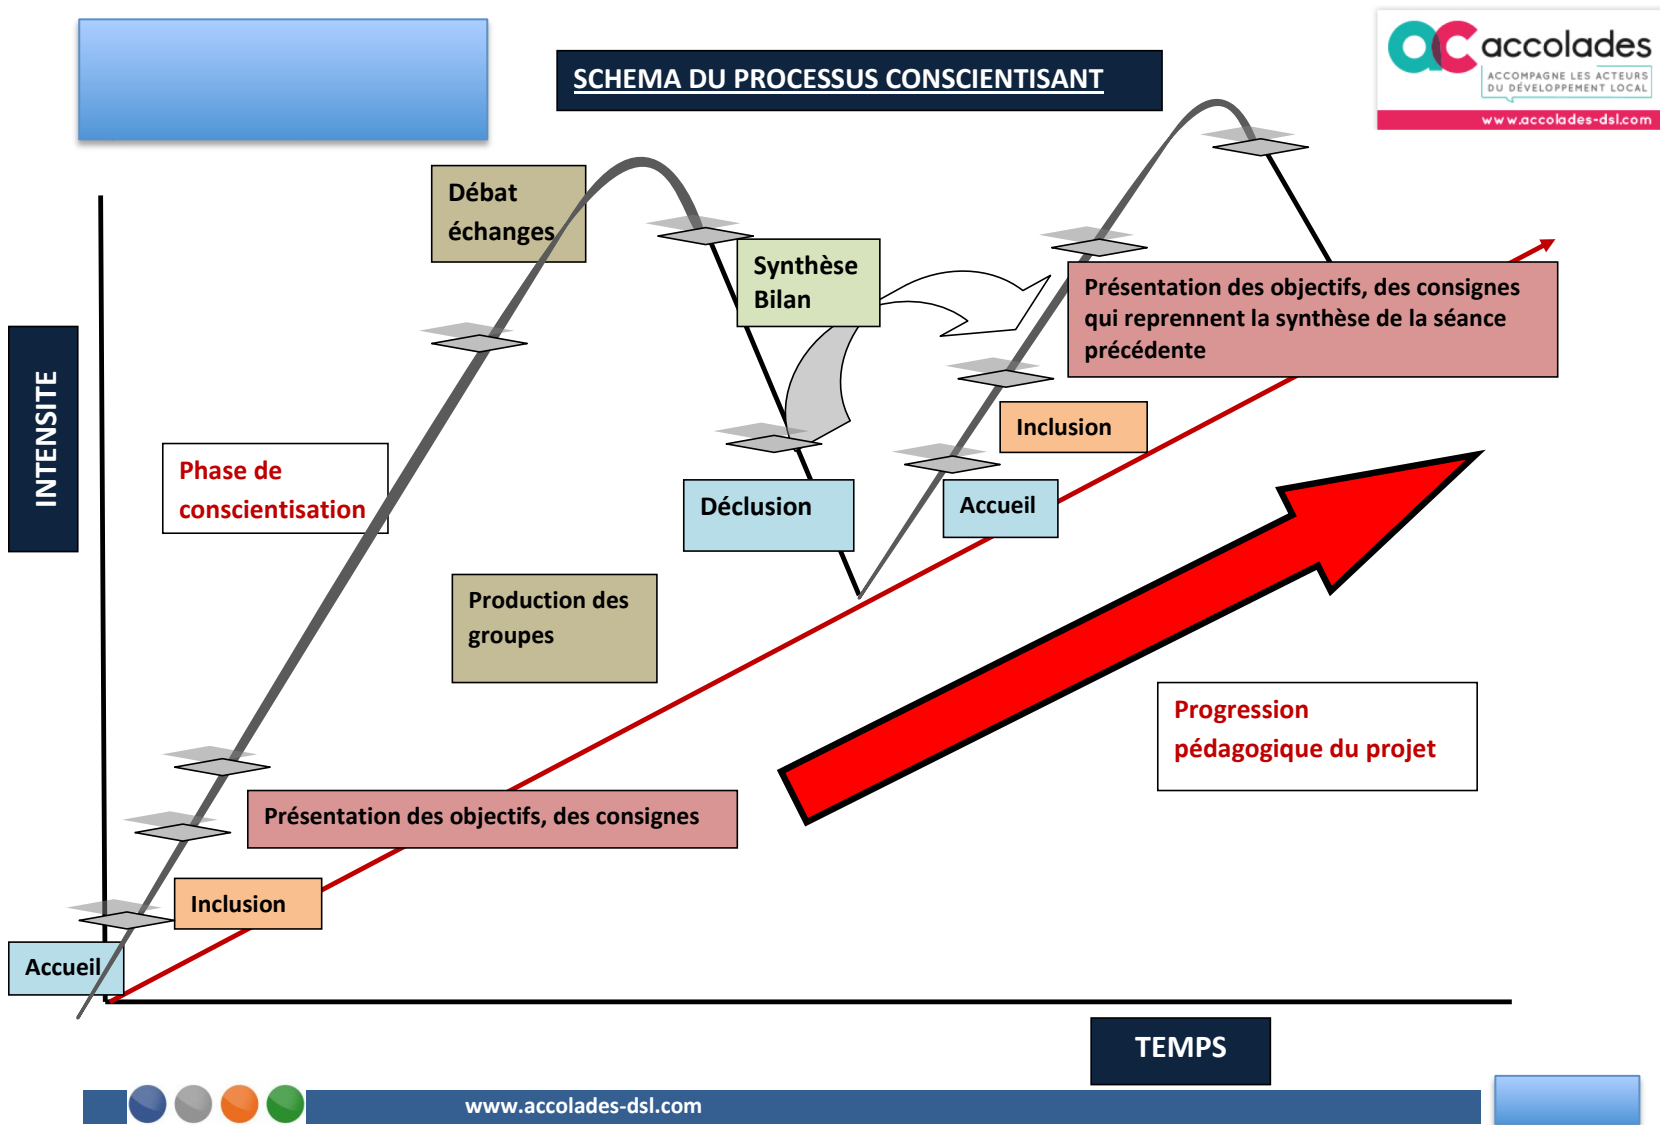 SCHEMA DU PROCESSUS CONSCIENTISANT
ac accolades
ACCOMPAGNE LES ACTEURS
DU DÉVELOPPEMENT LOCAL
www.accolades-dsl.com
Débat
échanges
Synthèse
Bilan
Présentation des objectifs, des consignes
qui reprennent la synthèse de la séance
précédente
INTENSITE
Phase de
conscientisation
Inclusion
Déclusion
Accueil
Production des
groupes
Progression
pédagogique du projet
Présentation des objectifs, des consignes
Inclusion
Accueil
TEMPS
www.accolades-dsl.com